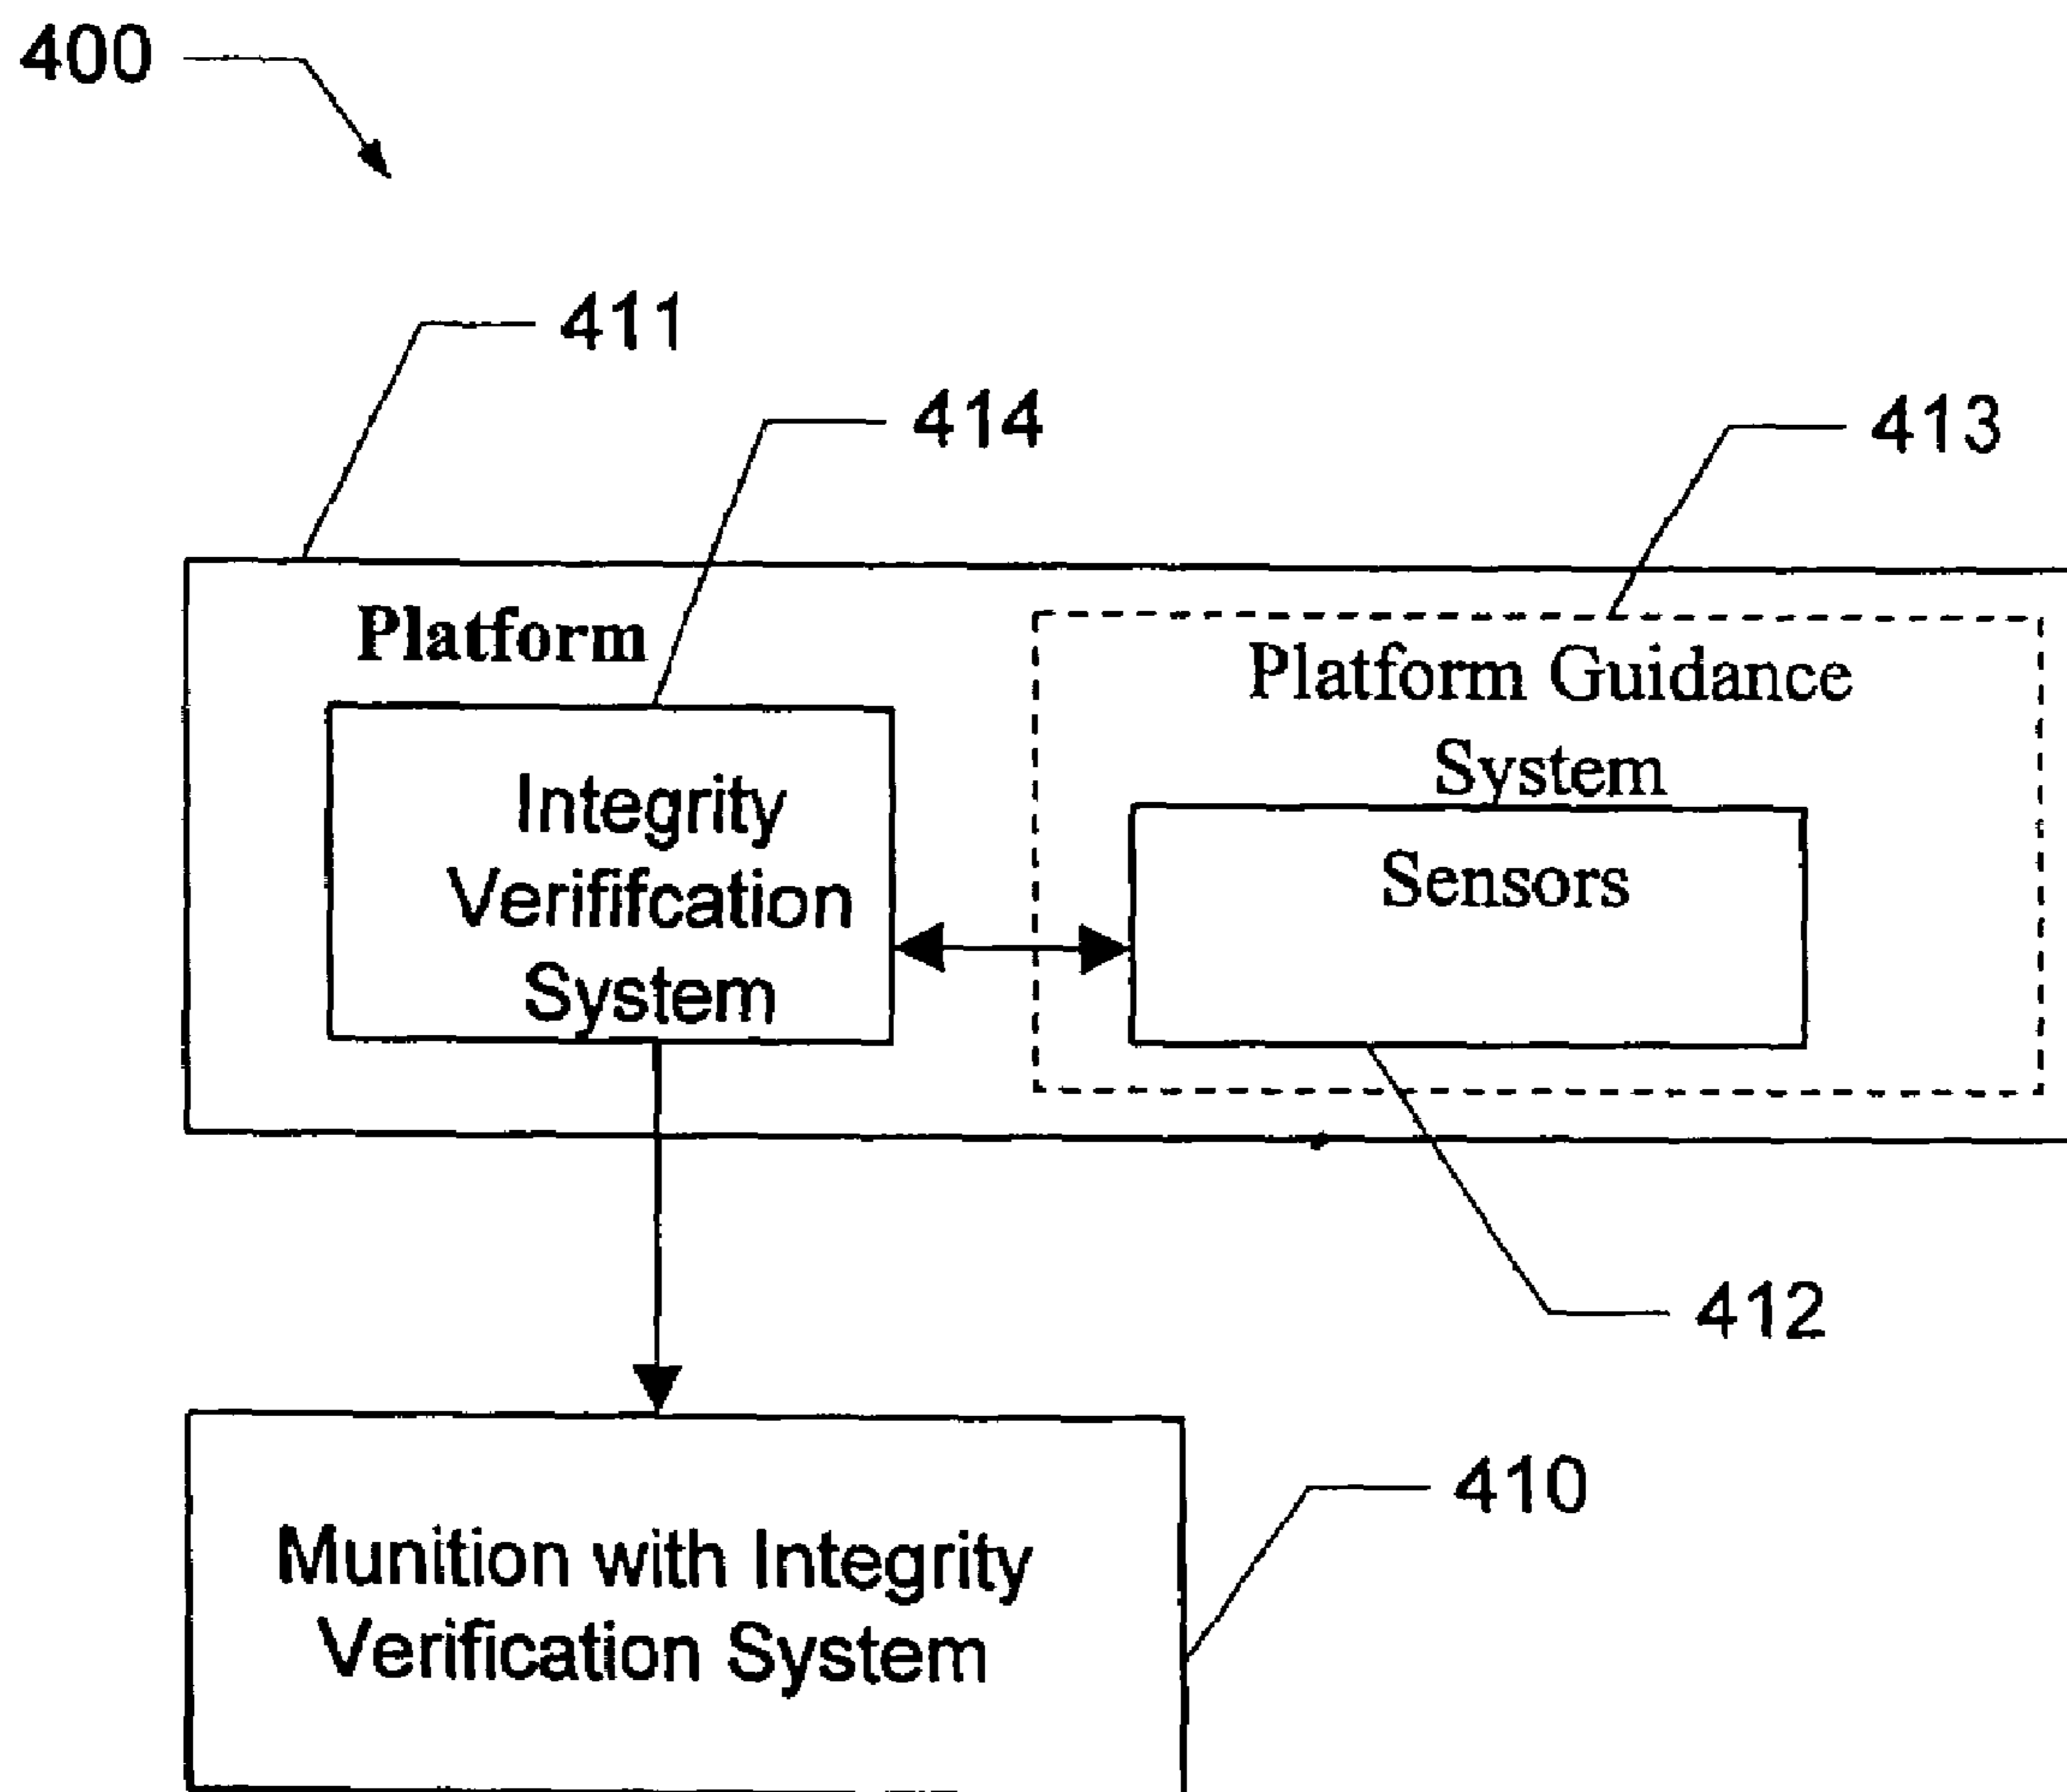 400
411
414
413
Platform
Platform Guidance
System
Integrity
Verififcation
System
Sensors
412
410
Munition with Integrity
Verification System